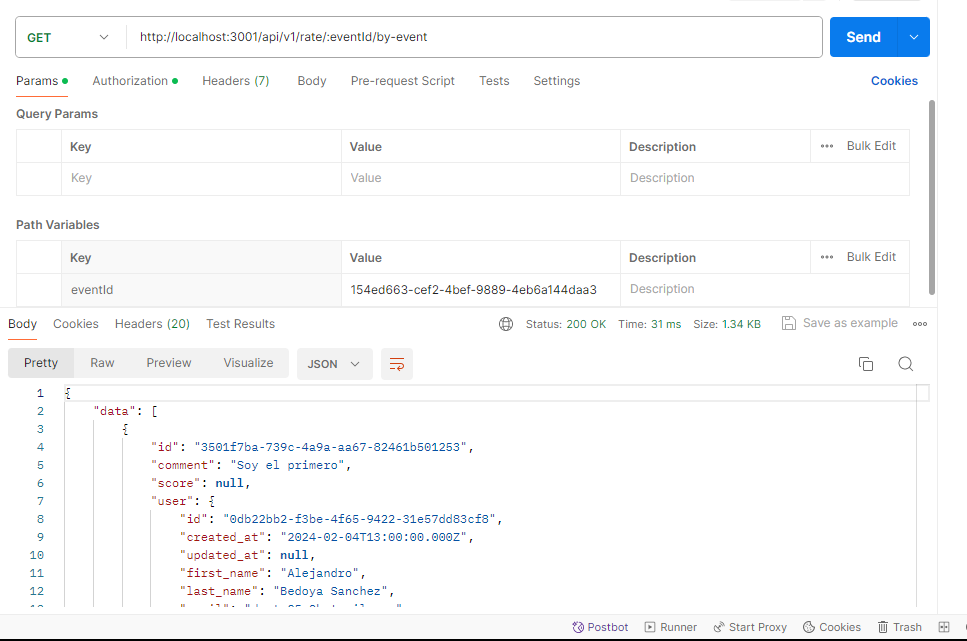 GET http://localhost:3001/api/v1/rate/:eventId/by-event Send
Params Authorization Headers (7) Body Pre-request Script Tests Settings Cookies
Query Params
Key Value Description ••• Bulk Edit
Key Value Description
Path Variables
Key Value Description ••• Bulk Edit
eventId 154ed663-cef2-4bef-9889-4eb6a144daa3 Description
Body Cookies Headers (20) Test Results Status: 200 OK Time: 31 ms Size: 1.34 KB Save as example
Pretty Raw Preview Visualize JSON
1 {
2 "data": [
3 {
4 "id": "3501f7ba-739c-4a9a-aa67-82461b501253",
5 "comment": "Soy el primero",
6 "score": null,
7 "user": {
8 "id": "0db22bb2-f3be-4f65-9422-31e57dd83cf8",
9 "created_at": "2024-02-04T13:00:00.000Z",
10 "updated_at": null,
11 "first_name": "Alejandro",
12 "last_name": "Bedoya Sanchez",
Postbot Runner Start Proxy Cookies Trash